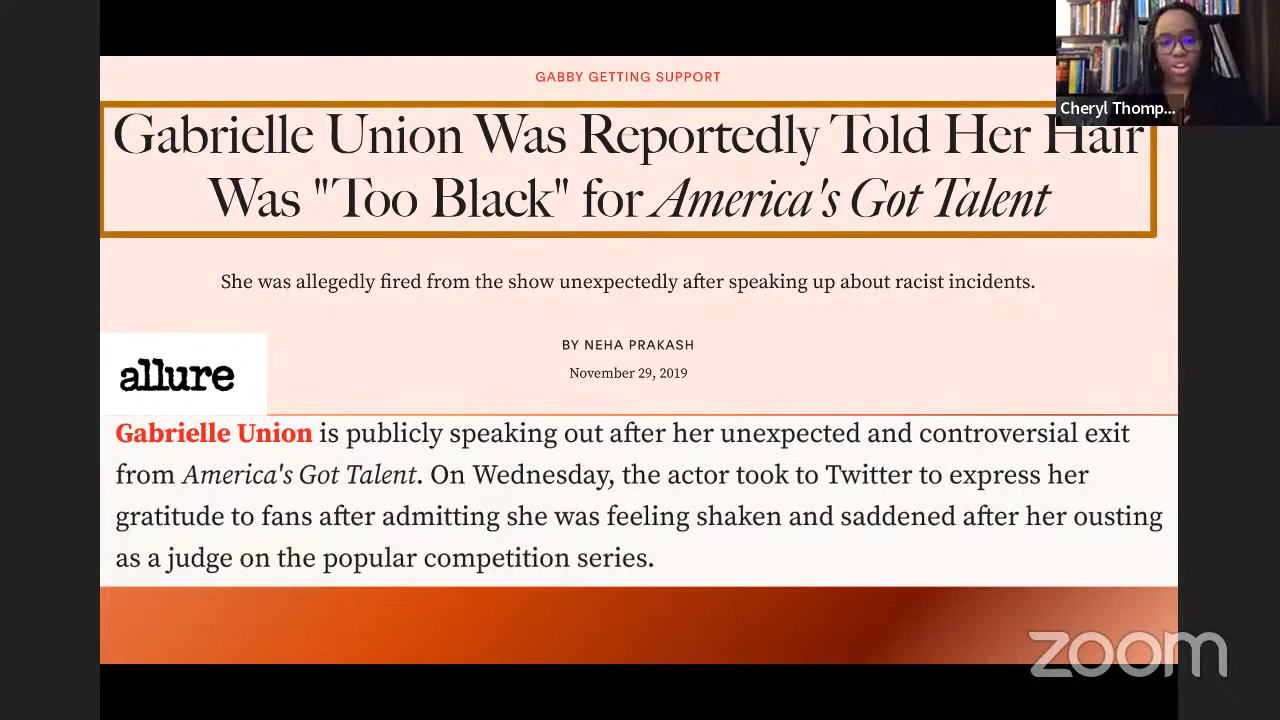 GABBY GETTING SUPPORT
Cheryl Thomp...
Gabrielle Union Was Reportedly Told Her Hair
Was "Too Black" for America's Got Talent
She was allegedly fired from the show unexpectedly after speaking up about racist incidents.
BY NEHA PRAKASH
November 29, 2019
allure
Gabrielle Union is publicly speaking out after her unexpected and controversial exit
from America's Got Talent. On Wednesday, the actor took to Twitter to express her
gratitude to fans after admitting she was feeling shaken and saddened after her ousting
as a judge on the popular competition series.
zoom